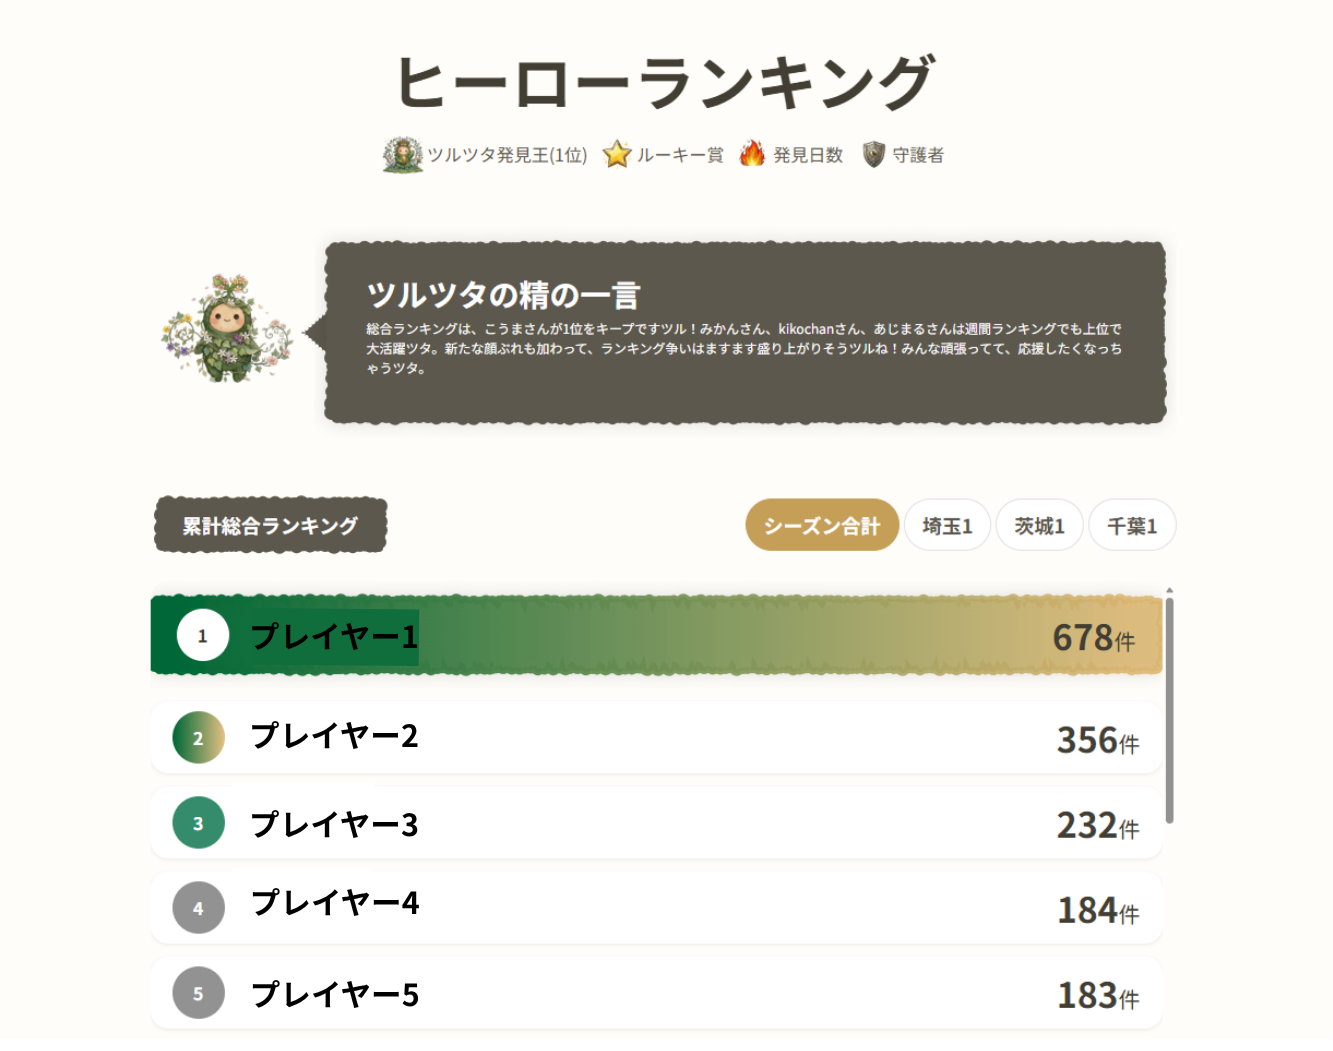 ヒーローランキング
ツルツタ発見王(1位) ルーキー賞 発見日数 守護者
ツルツタの精の一言
総合ランキングは、こうまさんが1位をキープですツル！みかんさん、kikochanさん、あじまるさんは週間ランキングでも上位で
大活躍ツタ。新たな顔ぶれも加わって、ランキング争いはますます盛り上がりそうツルね！みんな頑張ってて、応援したくなっち
ゃうツタ。
累計総合ランキング
シーズン合計 埼玉1 茨城1 千葉1
1 プレイヤー1 678件
2 プレイヤー2 356件
3 プレイヤー3 232件
4 プレイヤー4 184件
5 プレイヤー5 183件